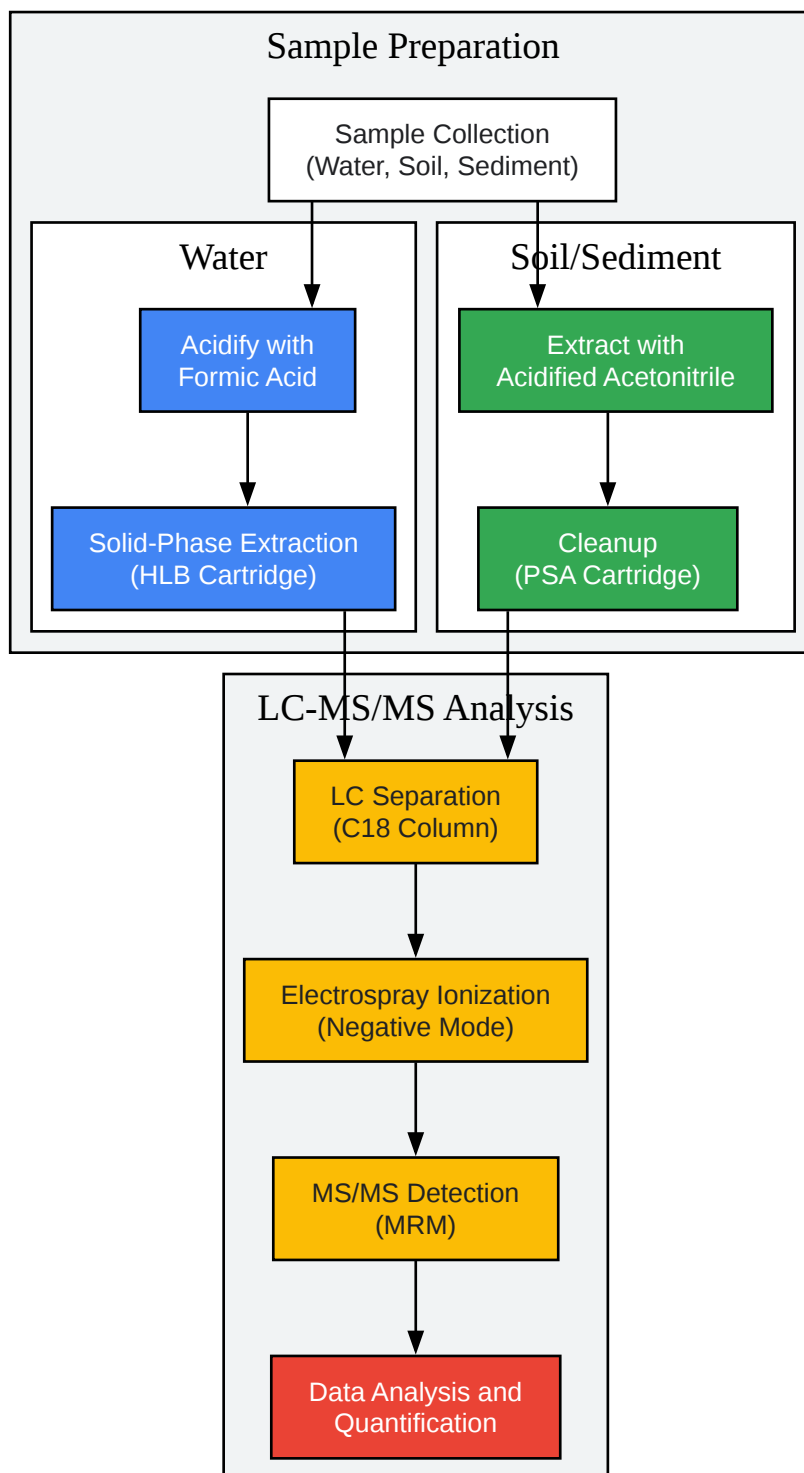 Sample Preparation
Sample Collection
(Water, Soil, Sediment)
Water
Acidify with
Formic Acid
Solid-Phase Extraction
(HLB Cartridge)
Soil/Sediment
Extract with
Acidified Acetonitrile
Cleanup
(PSA Cartridge)
LC-MS/MS Analysis
LC Separation
(C18 Column)
Electrospray Ionization
(Negative Mode)
MS/MS Detection
(MRM)
Data Analysis and
Quantification